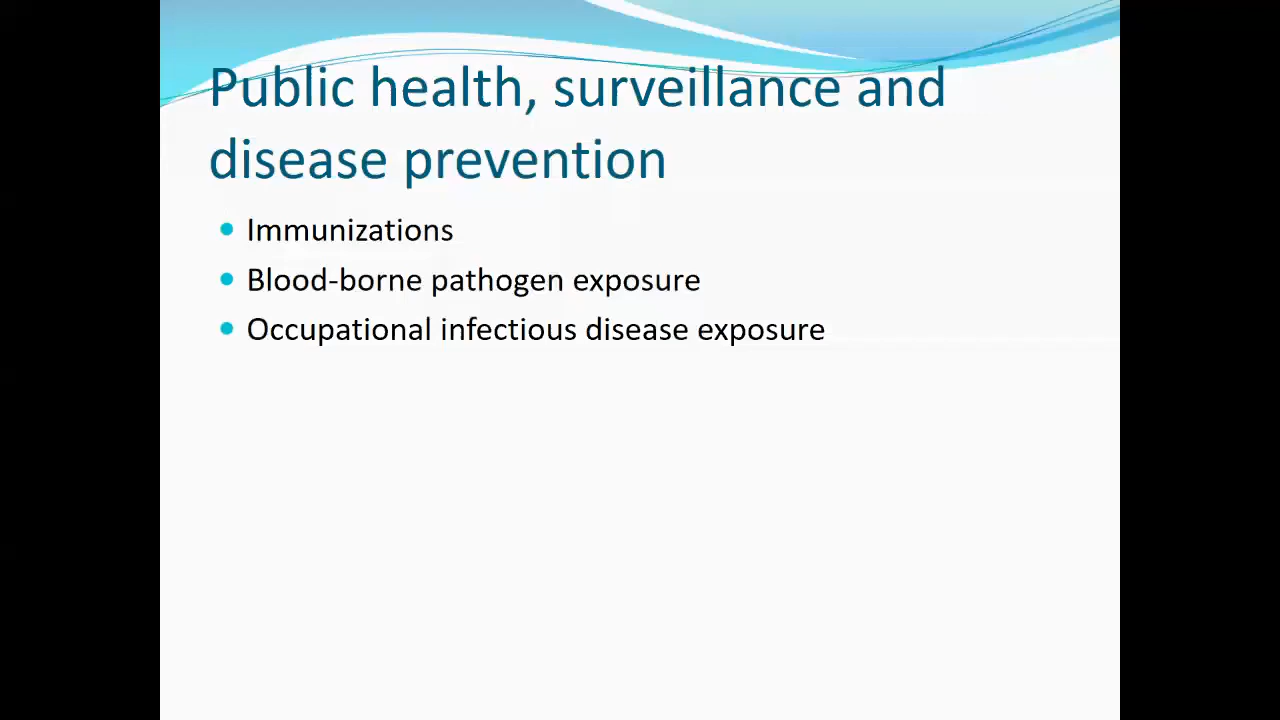 Public health, surveillance and
disease prevention
Immunizations
Blood-borne pathogen exposure
Occupational infectious disease exposure